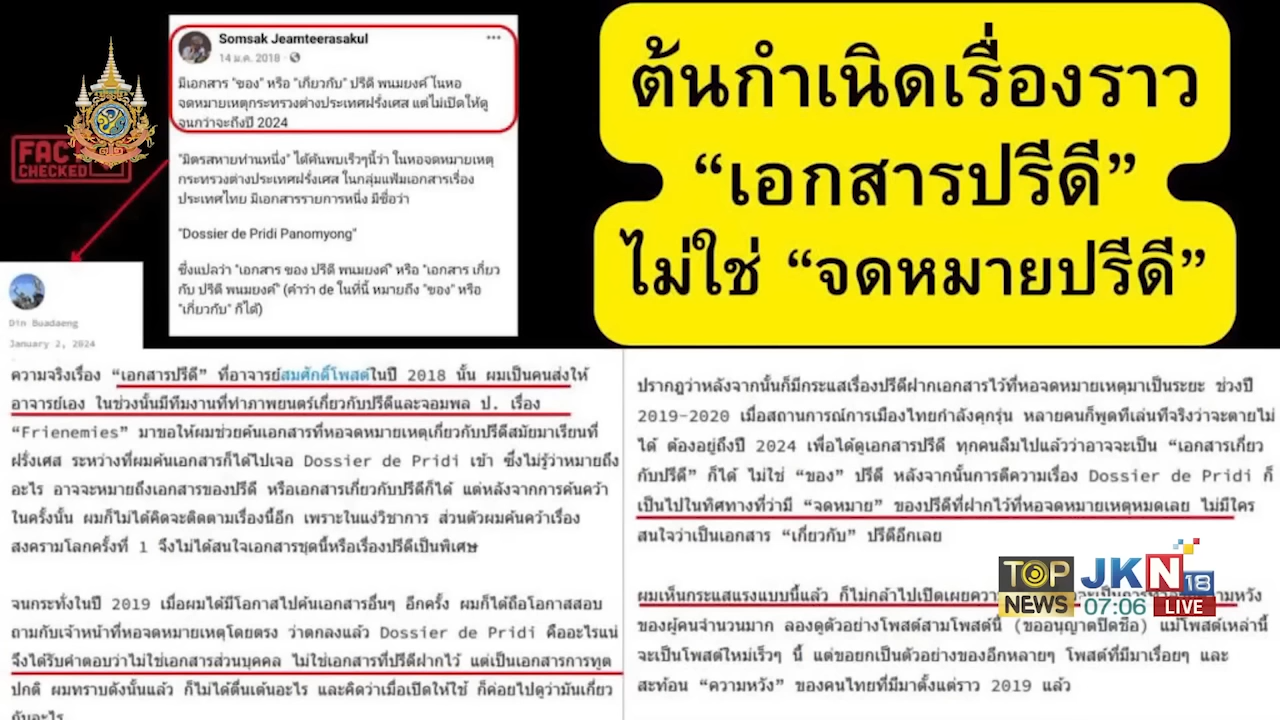 Somsak Jeamteerasakul
14 ม.ค. 2018
มีเอกสาร "ของ" หรือ "เกี่ยวกับ" ปรีดี พนมยงค์ ในหอ
จดหมายเหตุกระทรวงต่างประเทศฝรั่งเศส แต่ไม่เปิดให้ดู
จนกว่าจะถึงปี 2024
"มิตรสหายท่านหนึ่ง" ได้ค้นพบเร็วๆนี้ว่า ในหอจดหมายเหตุ
กระทรวงต่างประเทศฝรั่งเศส ในกลุ่มแฟ้มเอกสารเรื่อง
ประเทศไทย มีเอกสารรายการหนึ่ง มีชื่อว่า
"Dossier de Pridi Panomyong"
ซึ่งแปลว่า "เอกสาร ของ ปรีดี พนมยงค์" หรือ "เอกสาร เกี่ยว
กับ ปรีดี พนมยงค์" (คำว่า de ในที่นี้ หมายถึง "ของ" หรือ
"เกี่ยวกับ" ก็ได้)
ต้นกำเนิดเรื่องราว
“เอกสารปรีดี”
ไม่ใช่ “จดหมายปรีดี”
CHECKED
Din Buadaeng
January 2, 2024
ความจริงเรื่อง “เอกสารปรีดี” ที่อาจารย์สมศักดิ์โพสต์ในปี 2018 นั้น ผมเป็นคนส่งให้
อาจารย์เอง ในช่วงนั้นมีทีมงานที่ทำภาพยนตร์เกี่ยวกับปรีดีและจอมพล ป. เรื่อง
“Frienemies” มาขอให้ผมช่วยค้นเอกสารที่หอจดหมายเหตุเกี่ยวกับปรีดีสมัยมาเรียนที่
ฝรั่งเศส ระหว่างที่ผมค้นเอกสารก็ได้ไปเจอ Dossier de Pridi เข้า ซึ่งไม่รู้ว่าหมายถึง
อะไร อาจจะหมายถึงเอกสารของปรีดี หรือเอกสารเกี่ยวกับปรีดีก็ได้ แต่หลังจากการค้นคว้า
ในครั้งนั้น ผมก็ไม่ได้คิดจะติดตามเรื่องนี้อีก เพราะในแง่วิชาการ ส่วนตัวผมค้นคว้าเรื่อง
สงครามโลกครั้งที่ 1 จึงไม่ได้สนใจเอกสารชุดนี้หรือเรื่องปรีดีเป็นพิเศษ
จนกระทั่งในปี 2019 เมื่อผมได้มีโอกาสไปค้นเอกสารอื่นๆ อีกครั้ง ผมก็ได้ถือโอกาสสอบ
ถามกับเจ้าหน้าที่หอจดหมายเหตุโดยตรง ว่าตกลงแล้ว Dossier de Pridi คืออะไรแน่
จึงได้รับคำตอบว่าไม่ใช่เอกสารส่วนบุคคล ไม่ใช่เอกสารที่ปรีดีฝากไว้ แต่เป็นเอกสารการทูต
ปกติ ผมทราบดังนั้นแล้ว ก็ไม่ได้ตื่นเต้นอะไร และคิดว่าเมื่อเปิดให้ใช้ ก็ค่อยไปดูว่ามันเกี่ยว
กับอะไร
ปรากฏว่าหลังจากนั้นก็มีกระแสเรื่องปรีดีฝากเอกสารไว้ที่หอจดหมายเหตุมาเป็นระยะ ช่วงปี
2019-2020 เมื่อสถานการณ์การเมืองไทยกำลังคุกรุ่น หลายคนก็พูดทีเล่นทีจริงว่าจะตายไม่
ได้ ต้องอยู่ถึงปี 2024 เพื่อได้ดูเอกสารปรีดี ทุกคนลืมไปแล้วว่าอาจจะเป็น “เอกสารเกี่ยว
กับปรีดี” ก็ได้ ไม่ใช่ “ของ” ปรีดี หลังจากนั้นการตีความเรื่อง Dossier de Pridi ก็
เป็นไปในทิศทางที่ว่ามี “จดหมาย” ของปรีดีที่ฝากไว้ที่หอจดหมายเหตุหมดเลย ไม่มีใคร
สนใจว่าเป็นเอกสาร “เกี่ยวกับ” ปรีดีอีกเลย
ผมเห็นกระแสแรงแบบนี้แล้ว ก็ไม่กล้าไปเปิดเผย
ของผู้คนจำนวนมาก ลองดูตัวอย่างโพสต์สามโพสต์นี้ (ขออนุญาตปิดชื่อ) แม้โพสต์เหล่านี้
จะเป็นโพสต์ใหม่เร็วๆ นี้ แต่ขอยกเป็นตัวอย่างของอีกหลายๆ โพสต์ที่มีมาเรื่อยๆ และ
สะท้อน “ความหวัง” ของคนไทยที่มีมาตั้งแต่ราว 2019 แล้ว
TOP NEWS
JKN 18
07:06 LIVE